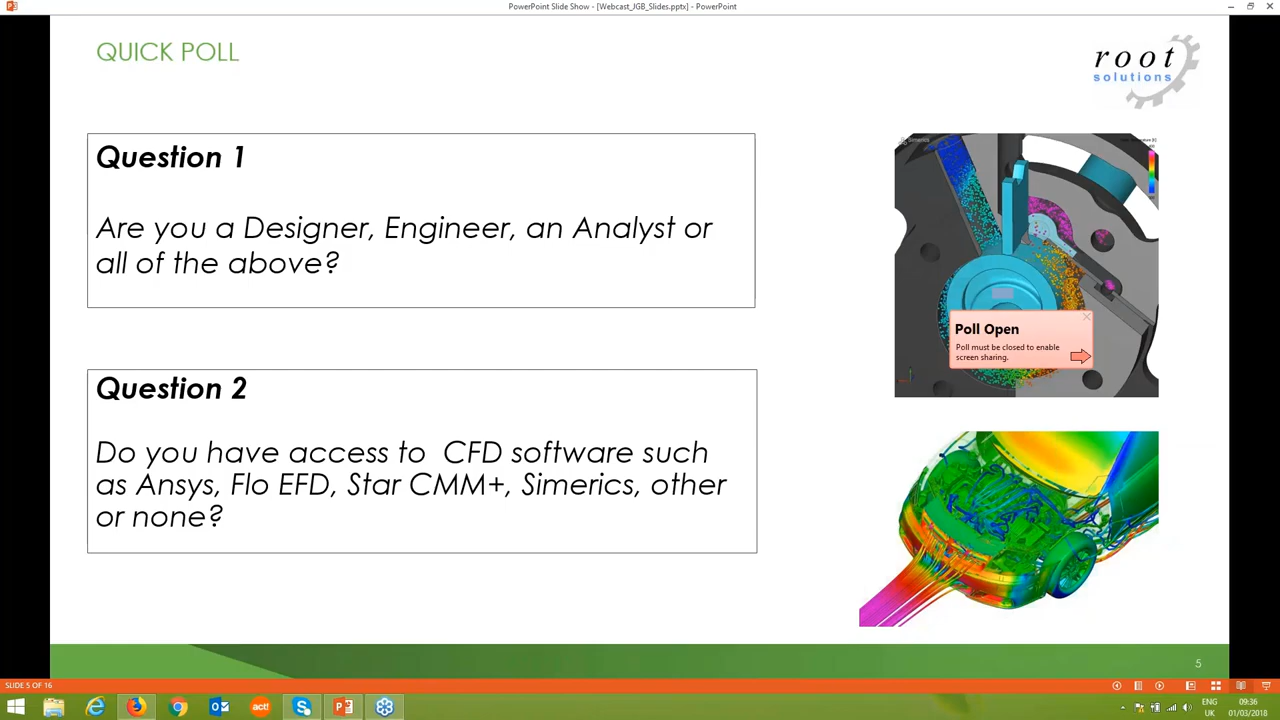 PowerPoint Slide Show - [Webcast_JGB_Slides.pptx] - PowerPoint
QUICK POLL
root
solutions
Question 1
Are you a Designer, Engineer, an Analyst or
all of the above?
Poll Open
Poll must be closed to enable
screen sharing.
Question 2
Do you have access to  CFD software such
as Ansys, Flo EFD, Star CMM+, Simerics, other
or none?
5
SLIDE 5 OF 16
act!
ENG
UK
09:36
01/03/2018